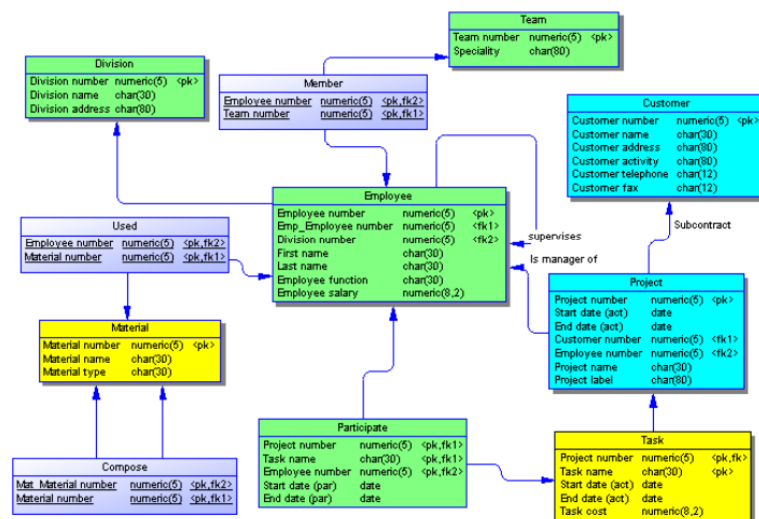 Team
Team number numeric(5) <pk>
Speciality char(80)
Division
Division number numeric(5) <pk>
Division name char(30)
Division address char(80)
Member
Employee number numeric(5) <pk,fk2>
Team number numeric(5) <pk,fk1>
Customer
Customer number numeric(5) <pk>
Customer name char(30)
Customer address char(80)
Customer activity char(80)
Customer telephone char(12)
Customer fax char(12)
Employee
Employee number numeric(5) <pk>
Emp_Employee number numeric(5) <fk1>
Division number numeric(5) <fk2>
First name char(30)
Last name char(30)
Employee function char(30)
Employee salary numeric(8,2)
supervises
Is manager of
Subcontract
Used
Employee number numeric(5) <pk,fk2>
Material number numeric(5) <pk,fk1>
Project
Project number numeric(5) <pk>
Start date (act) date
End date (act) date
Customer number numeric(5) <fk1>
Employee number numeric(5) <fk2>
Project name char(30)
Project label char(80)
Material
Material number numeric(5) <pk>
Material name char(30)
Material type char(30)
Participate
Project number numeric(5) <pk,fk1>
Task name char(30) <pk,fk1>
Employee number numeric(5) <pk,fk2>
Start date (par) date
End date (par) date
Task
Project number numeric(5) <pk,fk>
Task name char(30) <pk>
Start date (act) date
End date (act) date
Task cost numeric(8,2)
Compose
Mat_Material number numeric(5) <pk,fk2>
Material number numeric(5) <pk,fk1>